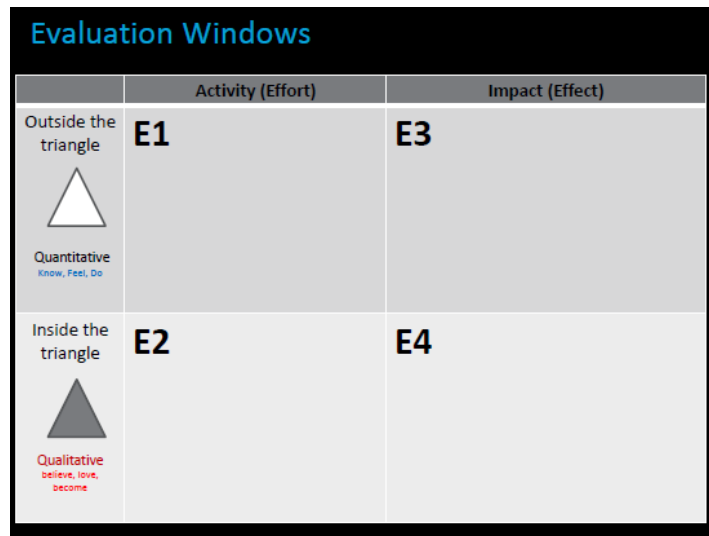 Evaluation Windows
Activity (Effort)
Impact (Effect)
Outside the
triangle
E1
E3
Quantitative
Know, Feel, Do
Inside the
triangle
E2
E4
Qualitative
believe, love,
become